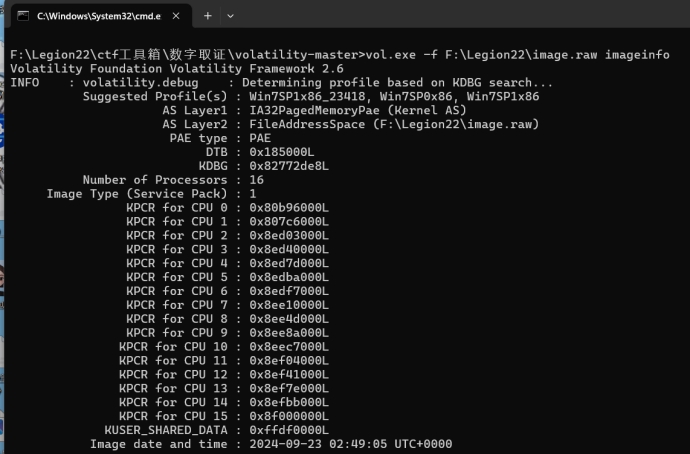 C:\Windows\System32\cmd.e
F:\Legion22\ctf工具箱\数字取证\volatility-master>vol.exe -f F:\Legion22\image.raw imageinfo
Volatility Foundation Volatility Framework 2.6
INFO    : volatility.debug    : Determining profile based on KDBG search...
Suggested Profile(s) : Win7SP1x86_23418, Win7SP0x86, Win7SP1x86
AS Layer1 : IA32PagedMemoryPae (Kernel AS)
AS Layer2 : FileAddressSpace (F:\Legion22\image.raw)
PAE type : PAE
DTB : 0x185000L
KDBG : 0x82772de8L
Number of Processors : 16
Image Type (Service Pack) : 1
KPCR for CPU 0 : 0x80b96000L
KPCR for CPU 1 : 0x807c6000L
KPCR for CPU 2 : 0x8ed03000L
KPCR for CPU 3 : 0x8ed40000L
KPCR for CPU 4 : 0x8ed7d000L
KPCR for CPU 5 : 0x8edba000L
KPCR for CPU 6 : 0x8edf7000L
KPCR for CPU 7 : 0x8ee10000L
KPCR for CPU 8 : 0x8ee4d000L
KPCR for CPU 9 : 0x8ee8a000L
KPCR for CPU 10 : 0x8eec7000L
KPCR for CPU 11 : 0x8ef04000L
KPCR for CPU 12 : 0x8ef41000L
KPCR for CPU 13 : 0x8ef7e000L
KPCR for CPU 14 : 0x8efbb000L
KPCR for CPU 15 : 0x8f000000L
KUSER_SHARED_DATA : 0xffdf0000L
Image date and time : 2024-09-23 02:49:05 UTC+0000